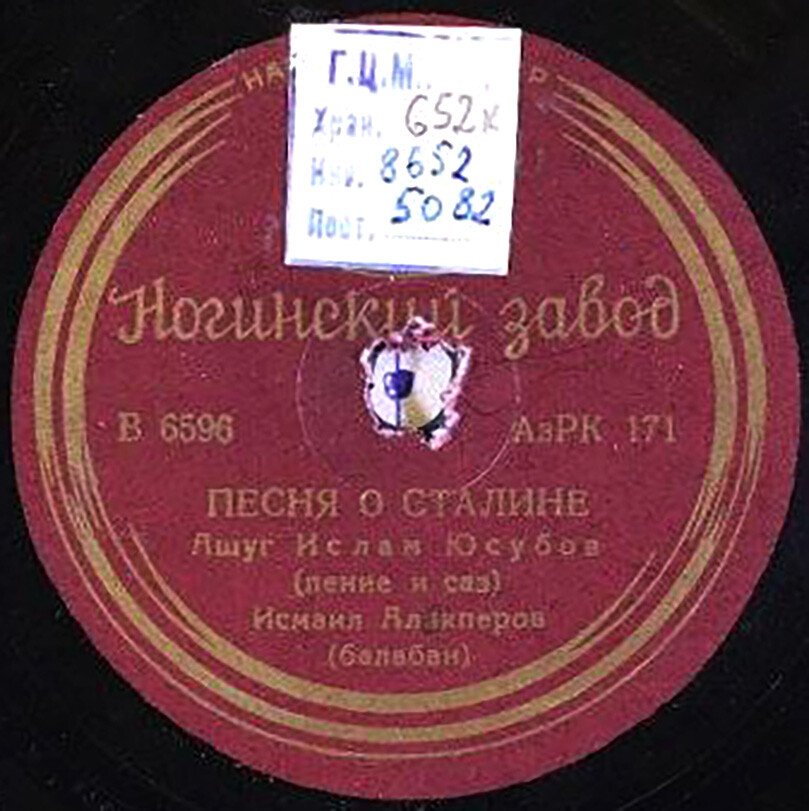 Г.Ц.М.
Хран. 652к
Инв. 8652
Пост. 5082
Ногинский завод
В 6596
АзРК 171
ПЕСНЯ О СТАЛИНЕ
Ашуг Ислам Юсубов
(пение и саз)
Исмаил Алэкперов
(балабан)